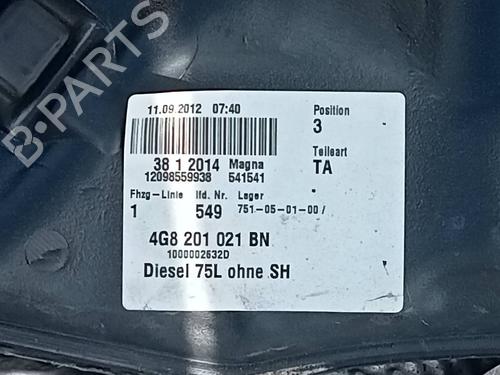 B-PARTS
11.09.2012 07:40
Position
3
38 1 2014 Magna
12098559938 541541
Teileart
TA
Fhzg-Linie lfd. Nr. Lager
1 549 751-05-01-00/
4G8 201 021 BN
1000002632D
Diesel 75L ohne SH